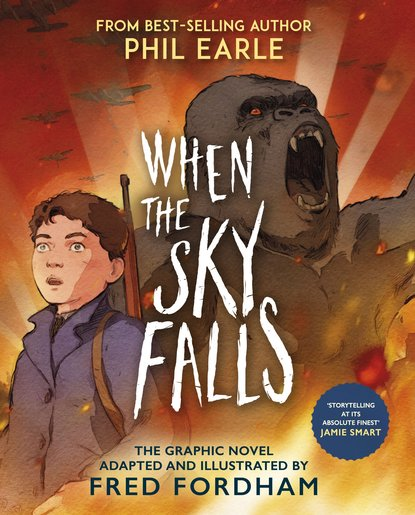 FROM BEST-SELLING AUTHOR
PHIL EARLE
WHEN
THE
SKY
FALLS
'STORYTELLING
AT ITS
ABSOLUTE FINEST'
JAMIE SMART
THE GRAPHIC NOVEL
ADAPTED AND ILLUSTRATED BY
FRED FORDHAM